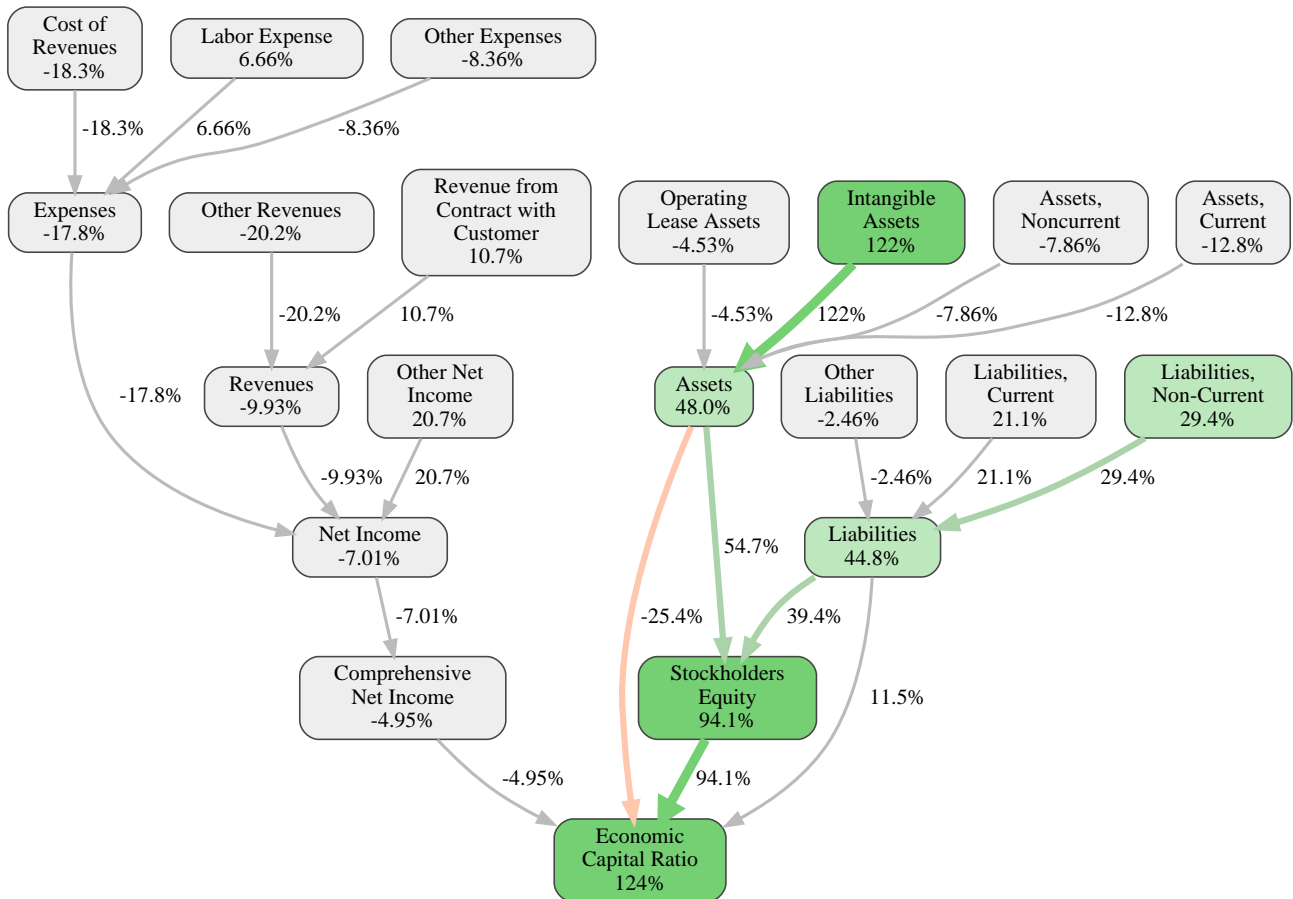 Cost of
Revenues
-18.3%
Labor Expense
6.66%
Other Expenses
-8.36%
-18.3%
6.66%
-8.36%
Expenses
-17.8%
Other Revenues
-20.2%
Revenue from
Contract with
Customer
10.7%
Operating
Lease Assets
-4.53%
Intangible
Assets
122%
Assets,
Noncurrent
-7.86%
Assets,
Current
-12.8%
-20.2%
10.7%
-4.53%
122%
-7.86%
-12.8%
-17.8%
Revenues
-9.93%
Other Net
Income
20.7%
Assets
48.0%
Other
Liabilities
-2.46%
Liabilities,
Current
21.1%
Liabilities,
Non-Current
29.4%
-9.93%
20.7%
-2.46%
21.1%
29.4%
Net Income
-7.01%
54.7%
Liabilities
44.8%
-7.01%
-25.4%
39.4%
Comprehensive
Net Income
-4.95%
Stockholders
Equity
94.1%
11.5%
-4.95%
94.1%
Economic
Capital Ratio
124%